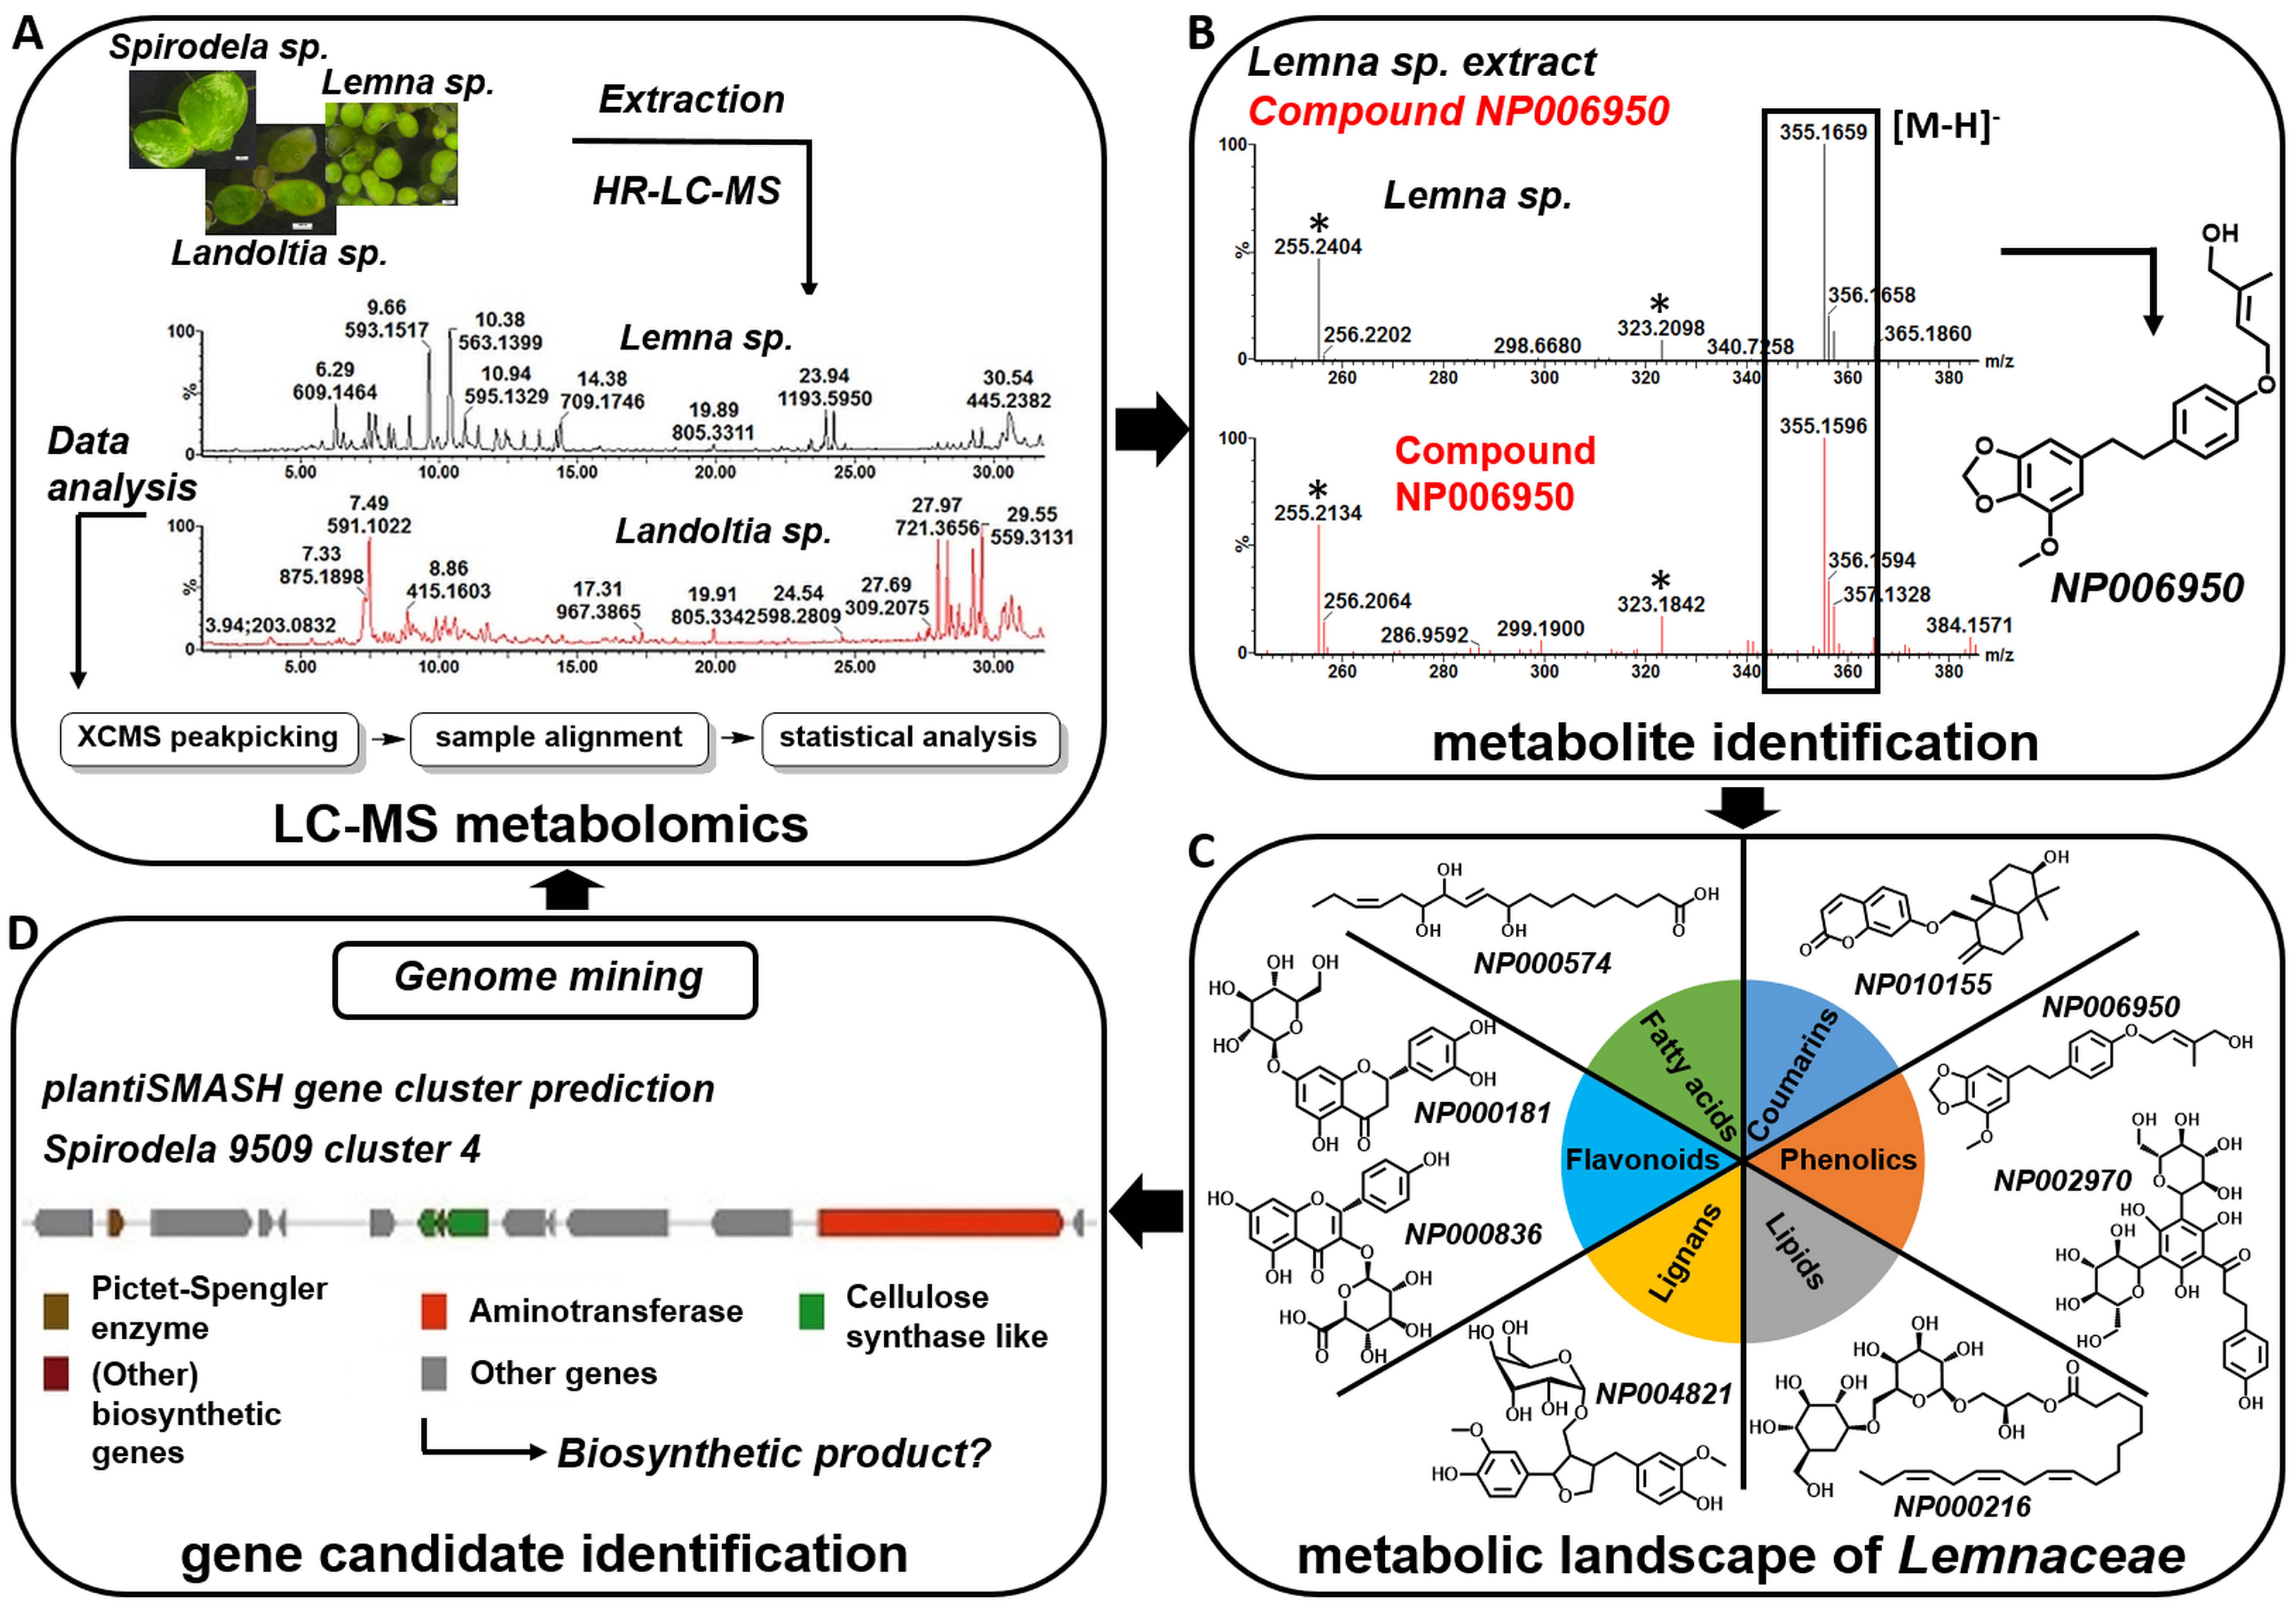 A
Spirodela sp.
Lemna sp.
Landoltia sp.
Extraction
HR-LC-MS
Lemna sp.
100
%
0
9.66
593.1517
10.38
563.1399
6.29
609.1464
10.94
595.1329
14.38
709.1746
19.89
805.3311
23.94
1193.5950
30.54
445.2382
5.00 10.00 15.00 20.00 25.00 30.00
Data
analysis
Landoltia sp.
100
%
0
7.49
591.1022
7.33
875.1898
8.86
415.1603
3.94;203.0832
17.31
967.3865
19.91
805.3342
24.54
598.2809
27.69
309.2075
27.97
721.3656
29.55
559.3131
5.00 10.00 15.00 20.00 25.00 30.00
XCMS peakpicking
sample alignment
statistical analysis
LC-MS metabolomics
B
Lemna sp. extract
Compound NP006950
[M-H]-
Lemna sp.
100
%
0
*
255.2404
256.2202
298.6680
*
323.2098
340.7258
355.1659
356.1658
365.1860
260 280 300 320 340 360 380
m/z
Compound
NP006950
100
%
0
*
255.2134
256.2064
286.9592
299.1900
*
323.1842
355.1596
356.1594
357.1328
384.1571
260 280 300 320 340 360 380
m/z
OH
O
O
O
O
NP006950
metabolite identification
C
OH
OH
OH
OH
O
NP000574
OH
O
O
O
NP010155
OH
OH
HO
HO
O
O
O
OH
OH
OH
O
NP000181
NP006950
O
OH
O
O
O
Fatty acids
Coumarins
Flavonoids
Phenolics
Lignans
Lipids
OH
HO
O
OH
O
O
OH
OH
OH
O
HO
O
NP000836
NP002970
OH
OH
OH
OH
O
HO
OH
OH
O
HO
HO
O
OH
HO
OH
HO
OH
O
OH
OH
O
NP004821
O
HO
O
O
OH
OH
HO
OH
O
O
O
OH
O
OH
OH
HO
O
OH
NP000216
metabolic landscape of Lemnaceae
D
Genome mining
plantiSMASH gene cluster prediction
Spirodela 9509 cluster 4
Pictet-Spengler
enzyme
Aminotransferase
Cellulose
synthase like
(Other)
biosynthetic
genes
Other genes
Biosynthetic product?
gene candidate identification